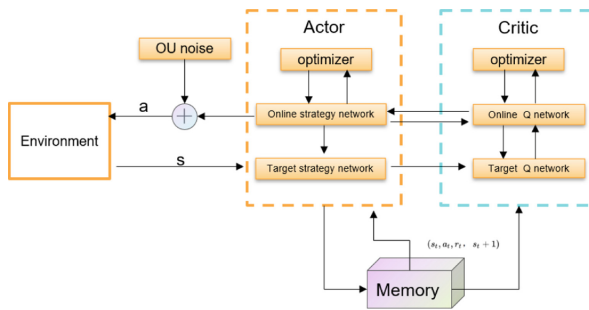 Actor
Critic
OU noise
optimizer
optimizer
a
Online strategy network
Online Q network
Environment
s
Target strategy network
Target Q network
(s_t, a_t, r_t, s_t + 1)
Memory